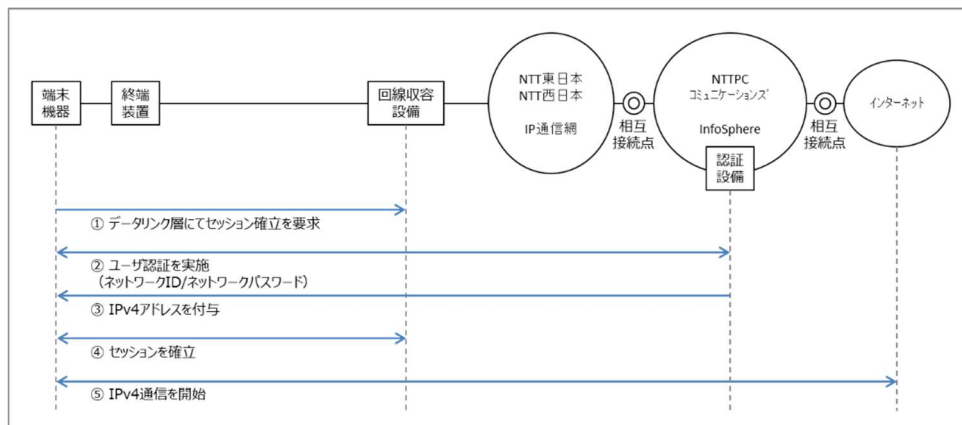 端末
機器
終端
装置
回線収容
設備
NTT東日本
NTT西日本
IP通信網
相互
接続点
NTTPC
コミュニケーションズ
InfoSphere
認証
設備
相互
接続点
インターネット
① データリンク層にてセッション確立を要求
② ユーザ認証を実施
（ネットワークID/ネットワークパスワード）
③ IPv4アドレスを付与
④ セッションを確立
⑤ IPv4通信を開始